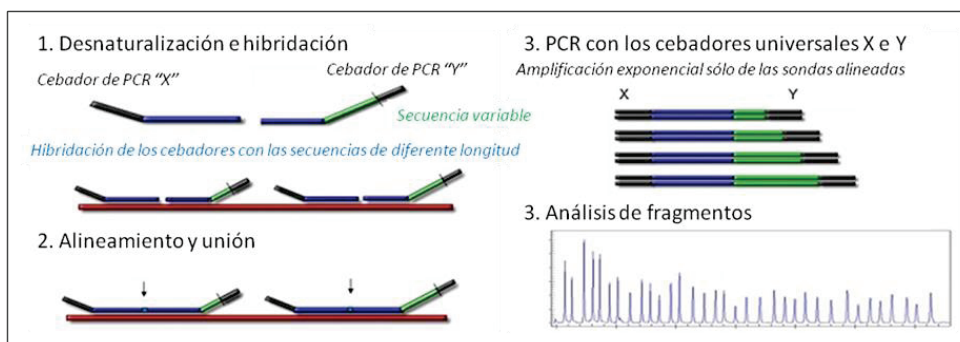 1. Desnaturalización e hibridación
Cebador de PCR “X”
Cebador de PCR “Y”
Secuencia variable
Hibridación de los cebadores con las secuencias de diferente longitud
2. Alineamiento y unión
3. PCR con los cebadores universales X e Y
Amplificación exponencial sólo de las sondas alineadas
X Y
3. Análisis de fragmentos